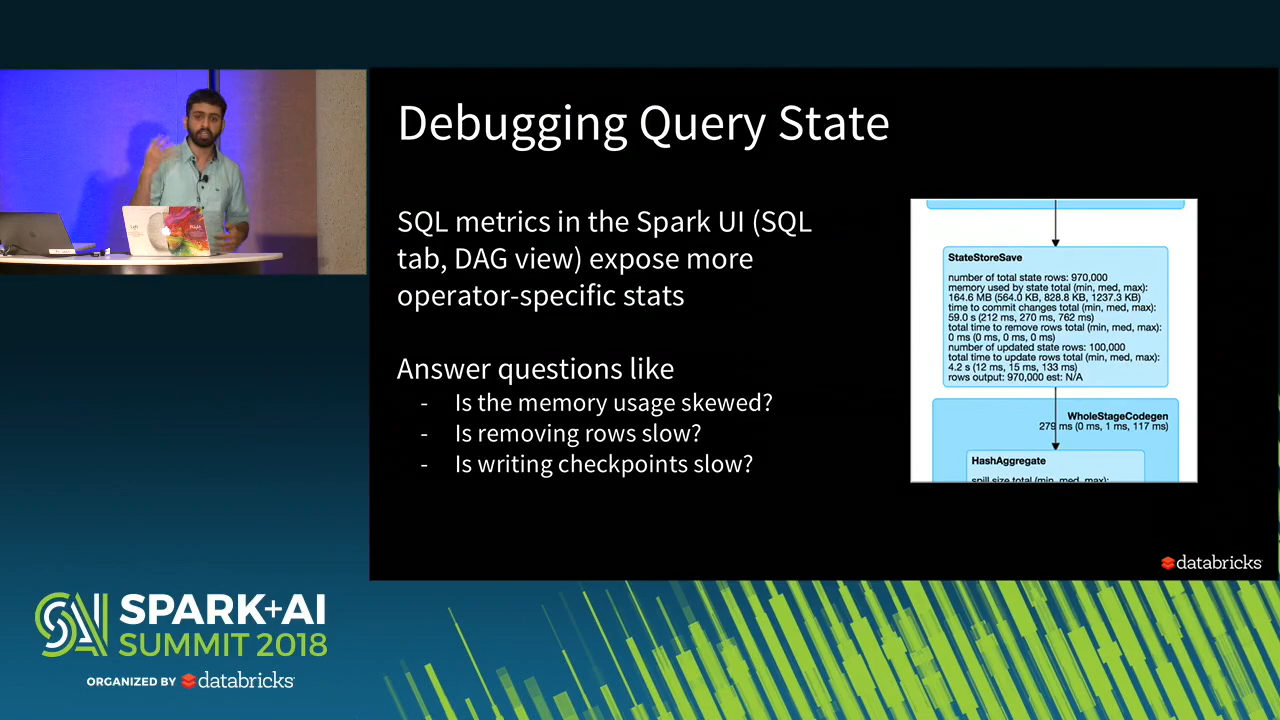 Debugging Query State
SQL metrics in the Spark UI (SQL
tab, DAG view) expose more
operator-specific stats
Answer questions like
- Is the memory usage skewed?
- Is removing rows slow?
- Is writing checkpoints slow?
StateStoreSave
number of total state rows: 970,000
memory used by state total (min, med, max):
164.6 MB (564.0 KB, 828.8 KB, 1237.3 KB)
time to commit changes total (min, med, max):
59.0 s (212 ms, 270 ms, 762 ms)
total time to remove rows total (min, med, max):
0 ms (0 ms, 0 ms, 0 ms)
number of updated state rows: 100,000
total time to update rows total (min, med, max):
4.2 s (12 ms, 15 ms, 133 ms)
rows output: 970,000 est: N/A
WholeStageCodegen
279 ms (0 ms, 1 ms, 117 ms)
HashAggregate
spill size total (min, med, max):
databricks
SPARK+AI
SUMMIT 2018
ORGANIZED BY databricks